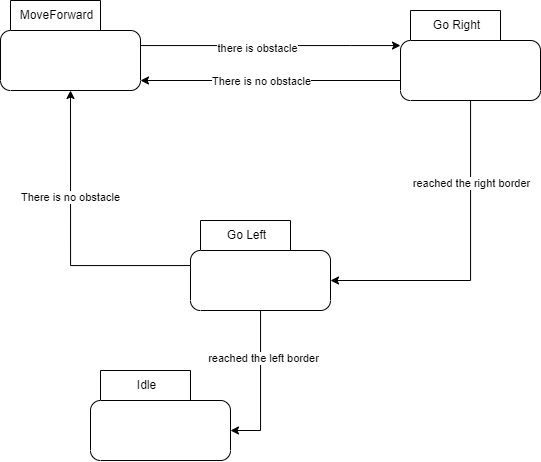 MoveForward
Go Right
there is obstacle
There is no obstacle
reached the right border
There is no obstacle
Go Left
reached the left border
Idle